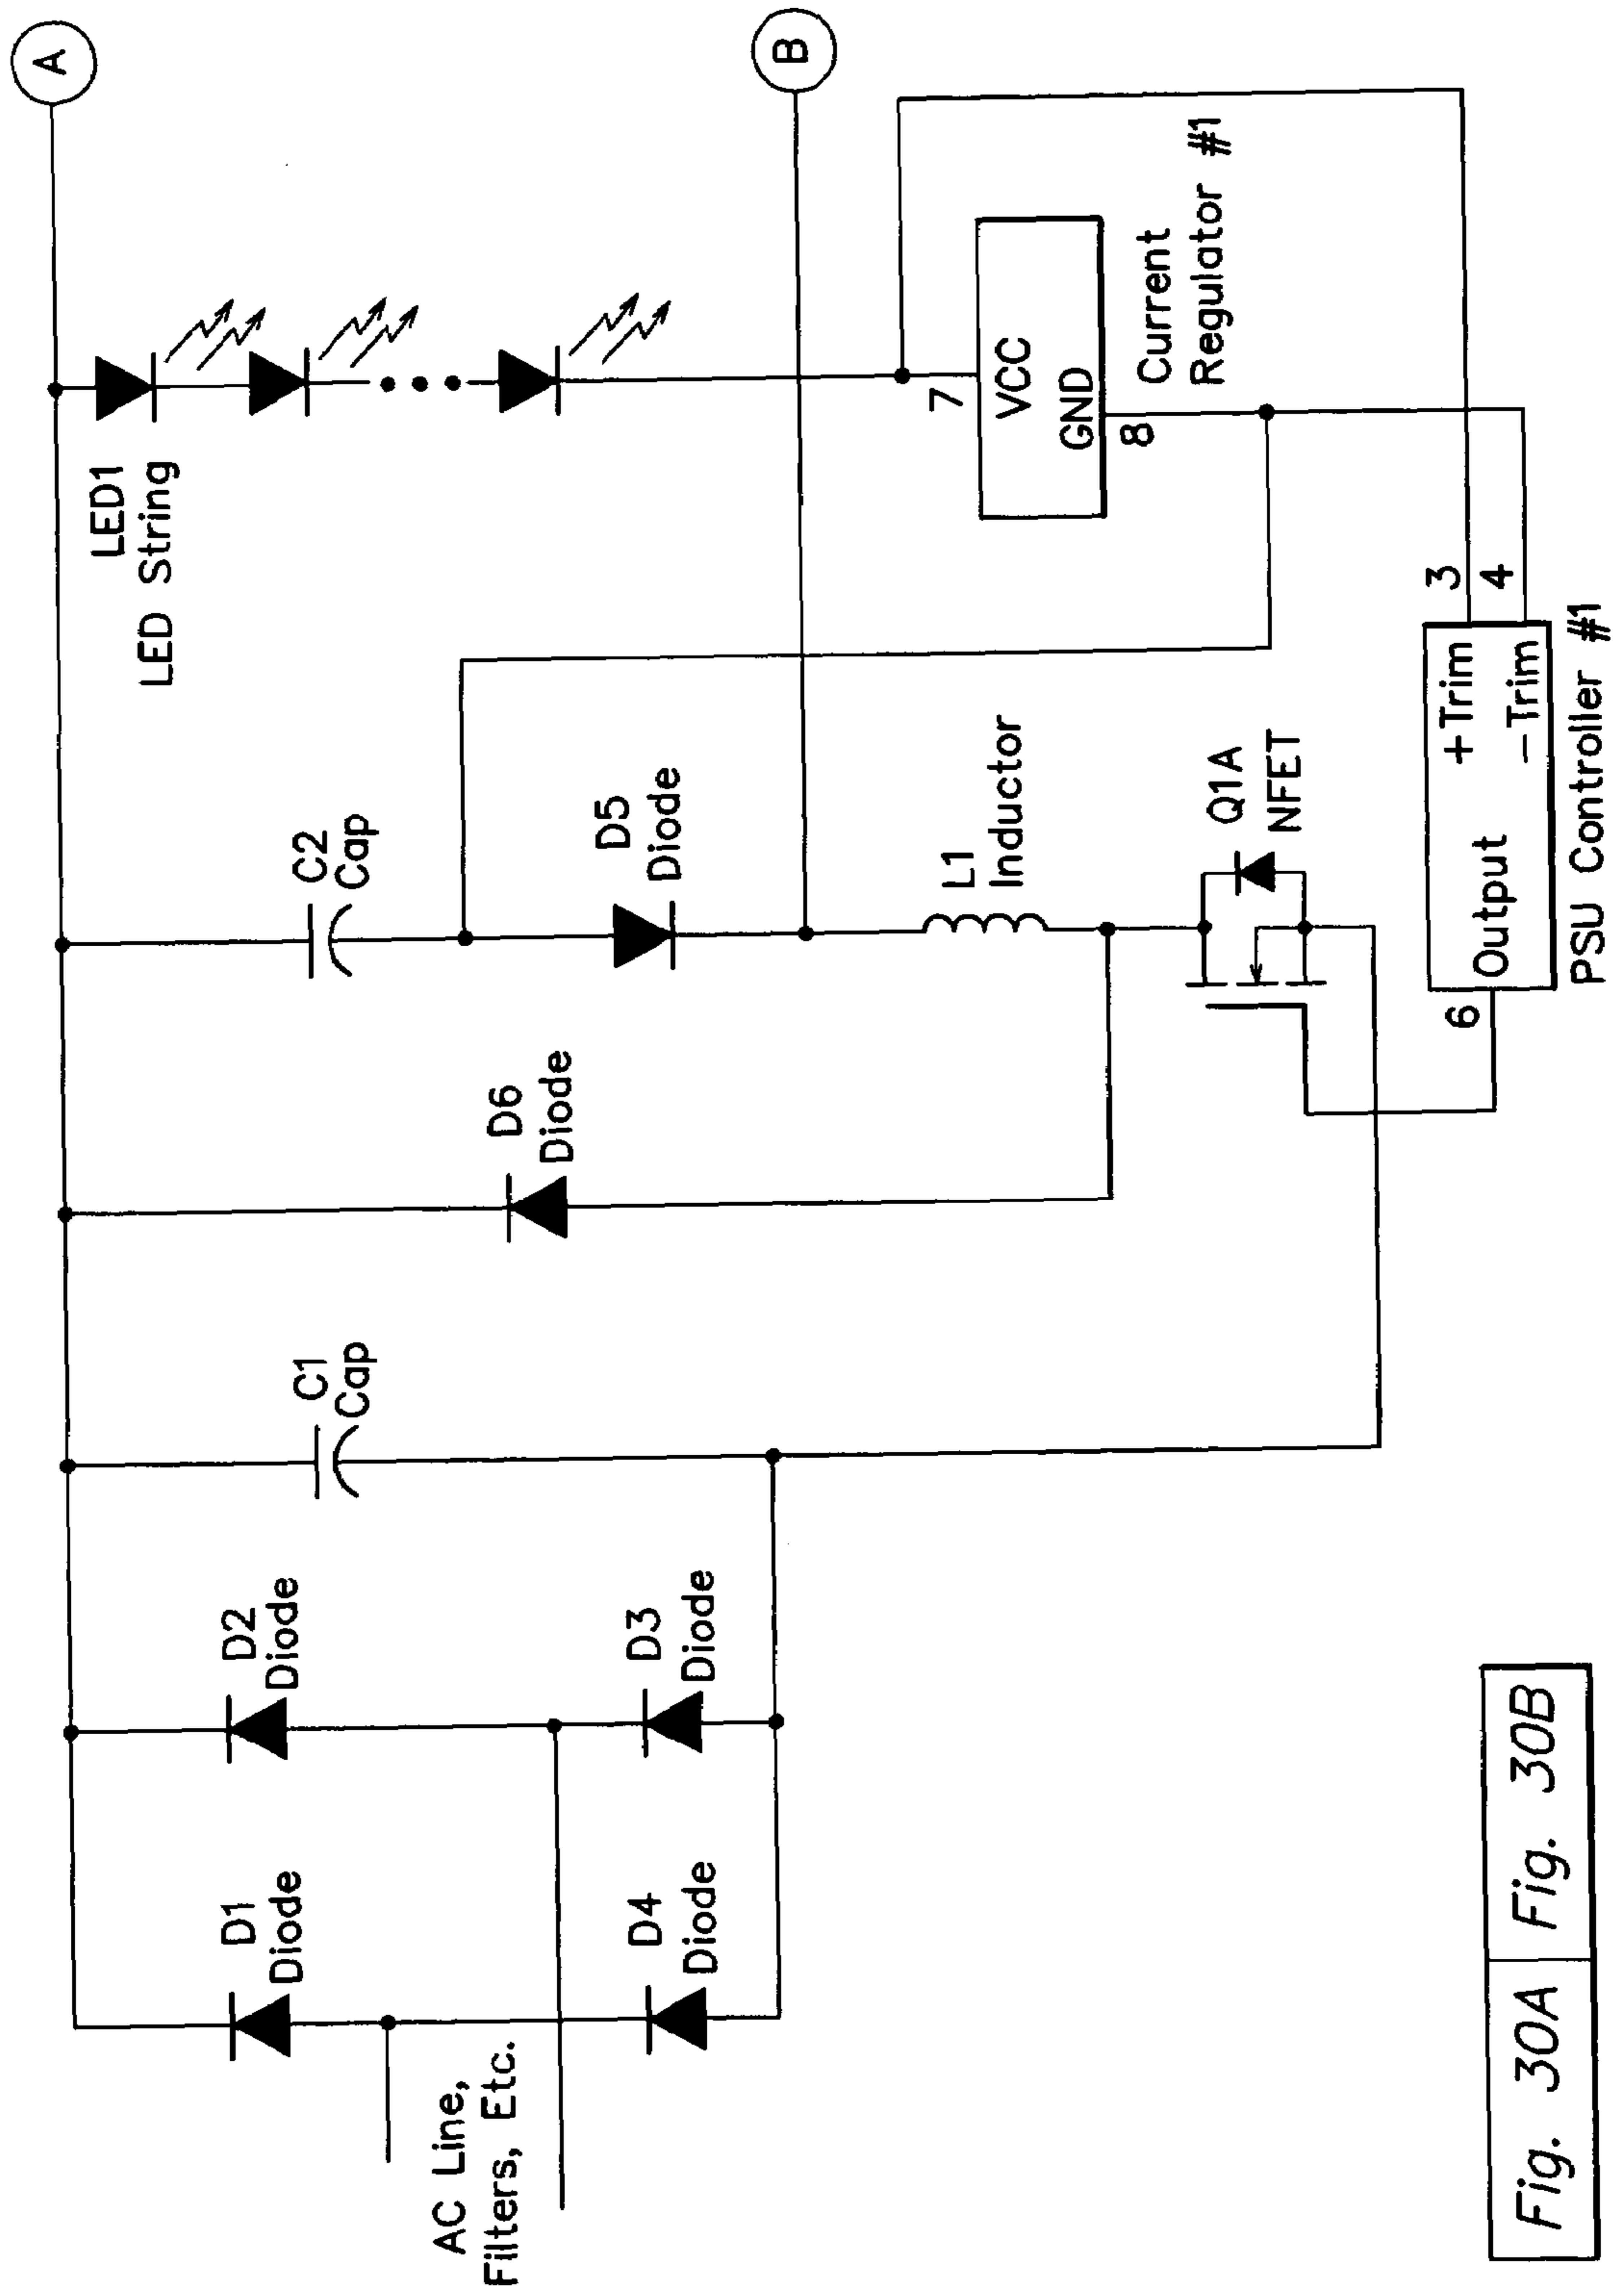 AC Line,
Filters, Etc.
D1
Diode
D4
Diode
D2
Diode
D3
Diode
C1
Cap
D6
Diode
C2
Cap
D5
Diode
L1
Inductor
Q1A
NFET
6
Output
+Trim
-Trim
3
4
PSU Controller #1
LED1
LED String
7
VCC
GND
8
Current
Regulator #1
A
B
Fig. 30A
Fig. 30B